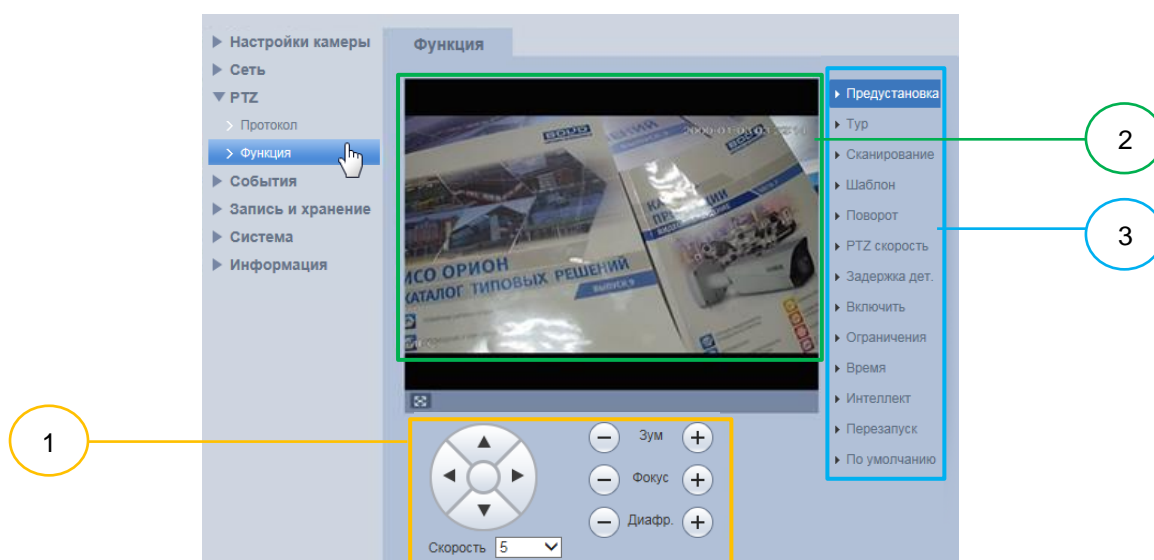 Настройки камеры
Сеть
PTZ
Протокол
Функция
События
Запись и хранение
Система
Информация
Функция
ИСО ОРИОН
КАТАЛОГ ТИПОВЫХ РЕШЕНИЙ
ВЫПУСК 9
Предустановка
Тур
Сканирование
Шаблон
Поворот
PTZ скорость
Задержка дет.
Включить
Ограничения
Время
Интеллект
Перезапуск
По умолчанию
Зум
Фокус
Диафр.
Скорость 5
1
2
3